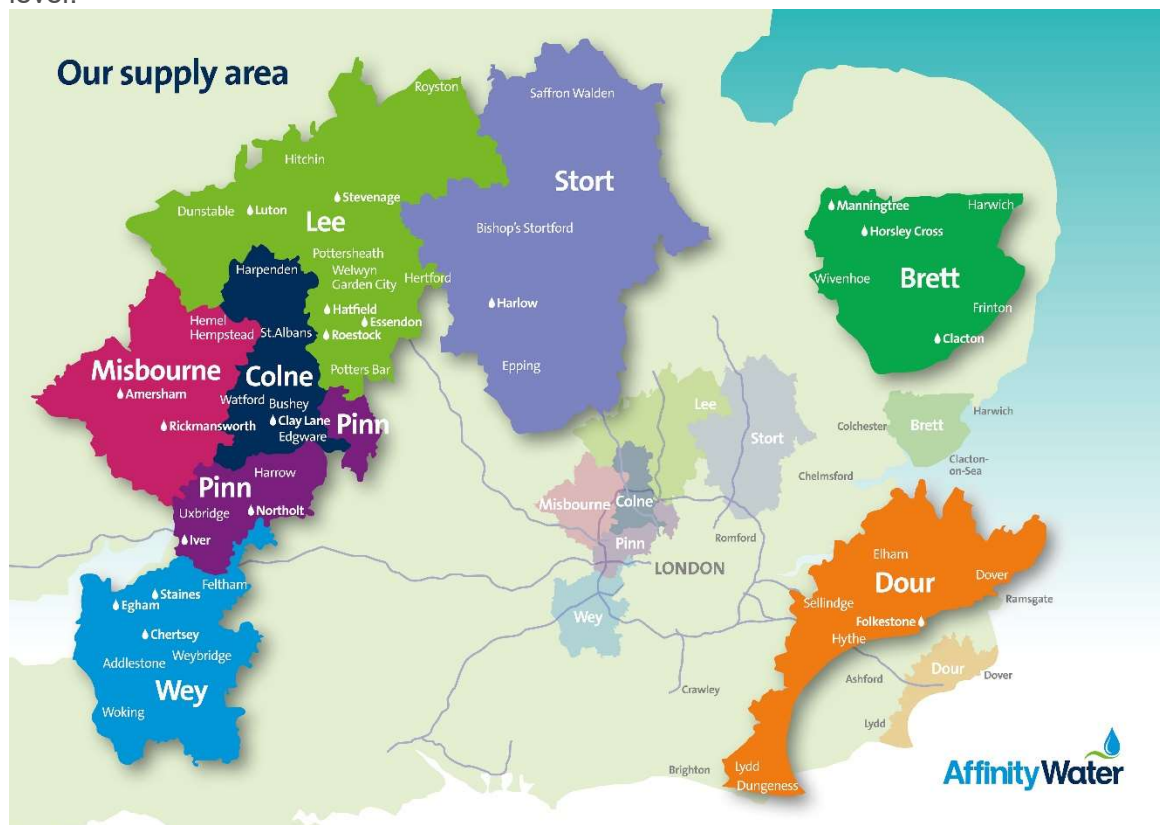 level.
Our supply area
Royston
Saffron Walden
Hitchin
Stort
Stevenage
Dunstable
Luton
Lee
Manningtree
Harwich
Horsley Cross
Bishop's Stortford
Pottersheath
Harpenden
Welwyn
Garden City
Hertford
Wivenhoe
Brett
Harlow
Hatfield
Essendon
Frinton
Hemel
Hempstead
St.Albans
Roestock
Clacton
Misbourne
Colne
Potters Bar
Epping
Amersham
Watford
Bushey
Rickmansworth
Clay Lane
Edgware
Pinn
Lee
Stort
Brett
Harwich
Colchester
Clacton-
on-Sea
Chelmsford
Harrow
Pinn
Uxbridge
Northolt
Iver
Misbourne
Colne
Pinn
Romford
LONDON
Elham
Dour
Dover
Ramsgate
Feltham
Staines
Egham
Chertsey
Addlestone
Weybridge
Wey
Woking
Wey
Sellindge
Folkestone
Hythe
Dour
Dover
Ashford
Crawley
Lydd
Brighton
Lydd
Dungeness
Affinity Water